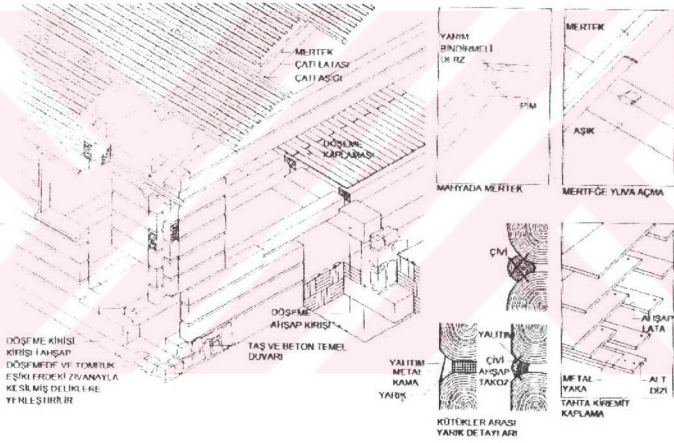 MERTEK
ÇATI LATASI
ÇATI AŞIĞI
DÖŞEME
KAPLAMASI
DÖŞEME
AHŞAP KİRİŞİ
TAŞ VE BETON TEMEL
DUVARI
DÖŞEME KİRİŞİ
KİRİŞİ AHŞAP
DÖŞEMEDE VE TOMRUK
EŞİKLERDEKİ ZIVANAYLA
KESİLMİŞ DELİKLERE
YERLEŞTİRİLİR
YARIM
BİNDİRMELİ
DERZ
PİM
MAHYADA MERTEK
MERTEK
AŞIK
MERTEĞE YUVA AÇMA
ÇİVİ
YALITIM
METAL
KAMA
YARIK
YALITIM
ÇİVİ
AHŞAP
TAKOZ
KÜTÜKLER ARASI
YARIK DETAYLARI
AHŞAP
LATA
METAL
YAKA
ALT
DİZİ
TAHTA KİREMİT
KAPLAMA